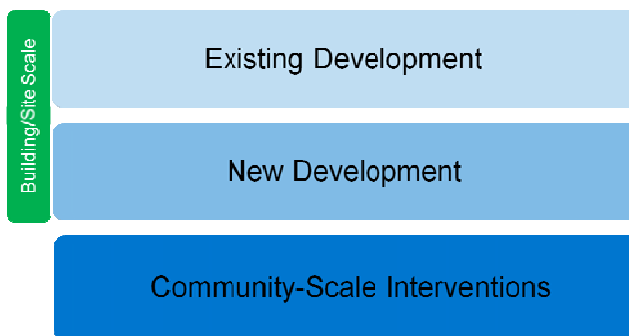 Building/Site Scale
Existing Development
New Development
Community-Scale Interventions